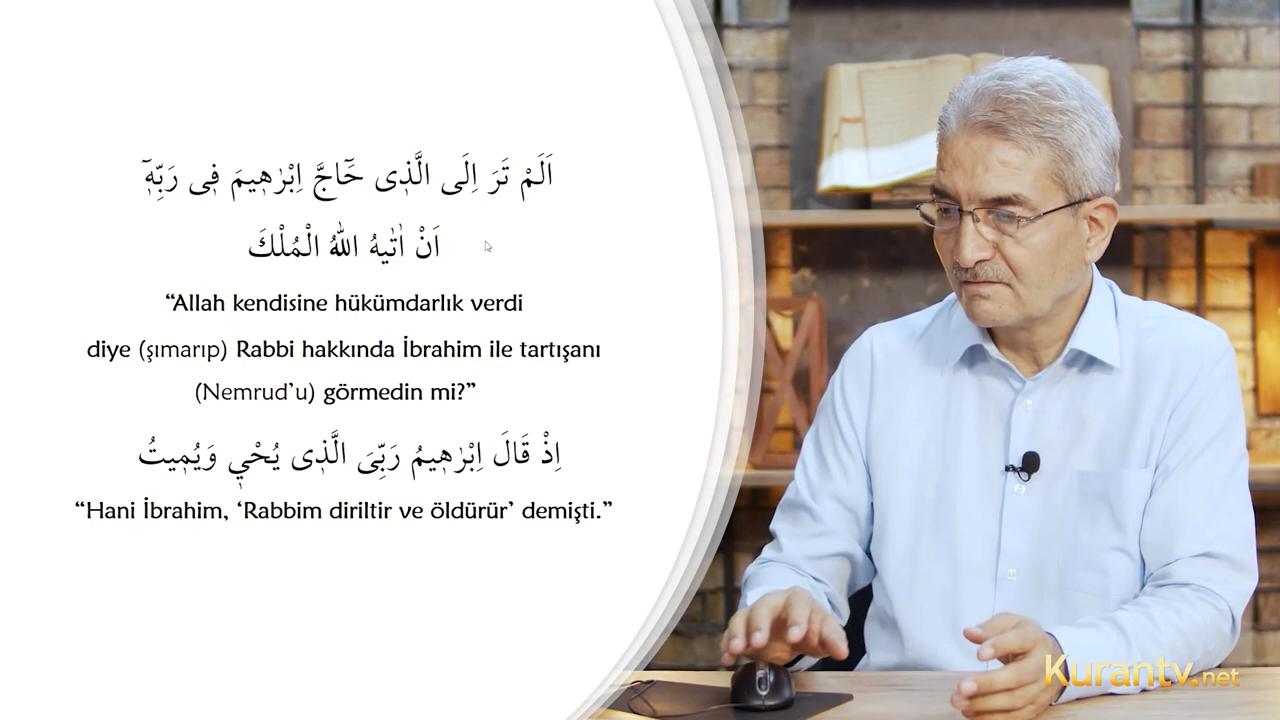 اَلَمْ تَرَ اِلَى الَّذ۪ى حَٓاجَّ اِبْرٰه۪يمَ ف۪ى رَبِّه۪ٓ
اَنْ اٰتٰيهُ اللّٰهُ الْمُلْكَ
“Allah kendisine hükümdarlık verdi
diye (şımarıp) Rabbi hakkında İbrahim ile tartışanı
(Nemrud’u) görmedin mi?”
اِذْ قَالَ اِبْرٰه۪يمُ رَبِّىَ الَّذ۪ى يُحْي۪ وَيُم۪يتُ
“Hani İbrahim, ‘Rabbim diriltir ve öldürür’ demişti.”
Kurantv.net